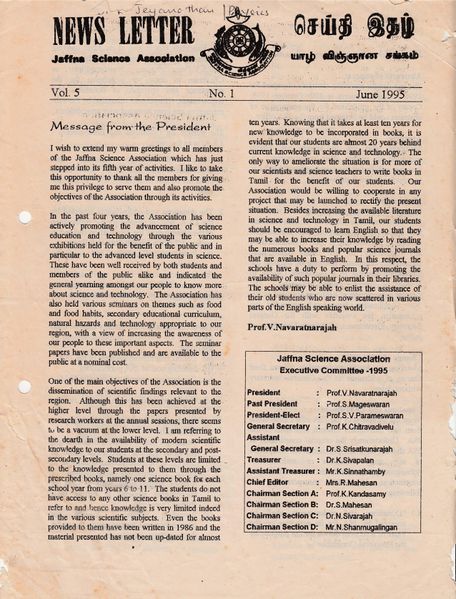 Jeyanathan Physics
NEWS LETTER
செய்தி இதழ்
Jaffna Science Association
யாழ் விஞ்ஞான சங்கம்
Vol. 5 No. 1 June 1995
Message from the President
I wish to extend my warm greetings to all members
of the Jaffna Science Association which has just
stepped into its fifth year of activities. I like to take
this opportunity to thank all the members for giving
me this privilege to serve them and also promote the
objectives of the Association through its activities.
In the past four years, the Association has been
actively promoting the advancement of science
education and technology through the various
exhibitions held for the benefit of the public and in
particular to the advanced level students in science.
These have been well received by both students and
members of the public alike and indicated the
general yearning amongst our people to know more
about science and technology. The Association has
also held various seminars on themes such as food
and food habits, secondary educational curriculum,
natural hazards and technology appropriate to our
region, with a view of increasing the awareness of
our people to these important aspects. The seminar
papers have been published and are available to the
public at a nominal cost.
One of the main objectives of the Association is the
dissemination of scientific findings relevant to the
region. Although this has been achieved at the
higher level through the papers presented by
research workers at the annual sessions, there seems
to be a vacuum at the lower level. I am referring to
the dearth in the availability of modern scientific
knowledge to our students at the secondary and post-
secondary levels. Students at these levels are limited
to the knowledge presented to them through the
prescribed books, namely one science book for each
school year from years 6 to 11. The students do not
have access to any other science books in Tamil to
refer to and hence knowledge is very limited indeed
in the various scientific subjects. Even the books
provided to them have been written in 1986 and the
material presented has not been up-dated for almost
ten years. Knowing that it takes at least ten years for
new knowledge to be incorporated in books, it is
evident that our students are almost 20 years behind
current knowledge in science and technology. The
only way to ameliorate the situation is for more of
our scientists and science teachers to write books in
Tamil for the benefit of our students. Our
Association would be willing to cooperate in any
project that may be launched to rectify the present
situation. Besides increasing the available literature
in science and technology in Tamil, our students
should be encouraged to learn English so that they
may be able to increase their knowledge by reading
the numerous books and popular science journals
that are available in English. In this respect, the
schools have a duty to perform by promoting the
availability of such popular journals in their libraries.
The schools may be able to enlist the assistance of
their old students who are now scattered in various
parts of the English speaking world.
Prof.V.Navaratnarajah
Jaffna Science Association
Executive Committee -1995
President : Prof.V.Navaratnarajah
Past President : Prof.S.Mageswaran
President-Elect : Prof.S.V.Parameswaran
General Secretary : Prof.K.Chitravadivelu
Assistant
General Secretary : Dr.S.Srisatkunarajah
Treasurer : Dr.K.Sivapalan
Assistant Treasurer : Mr.K.Sinnathamby
Chief Editor : Mrs.R.Mahesan
Chairman Section A: Prof.K.Kandasamy
Chairman Section B: Dr.S.Mahesan
Chairman Section C: Dr.N.Sivarajah
Chairman Section D: Mr.N.Shanmugalingan